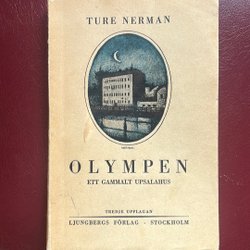 TURE NERMAN
OLYMPEN
ETT GAMMALT UPSALAHUS
TREDJE UPPLAGAN
LJUNGBERGS FÖRLAG - STOCKHOLM